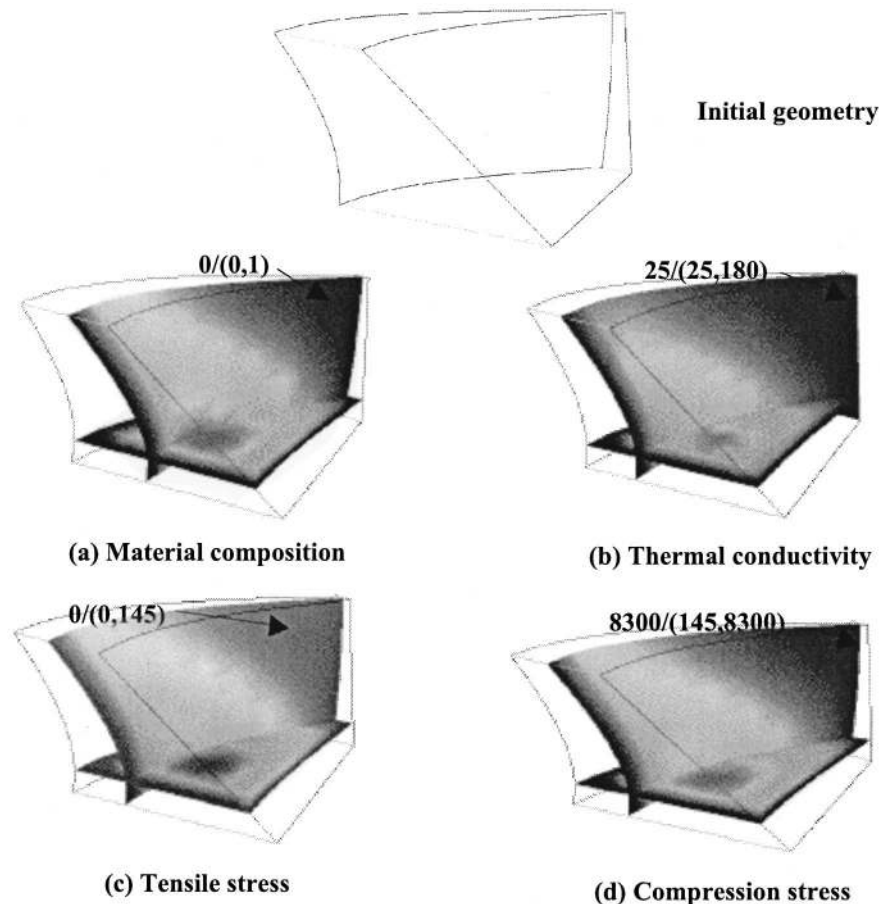 Initial geometry
0/(0,1)
25/(25,180)
(a) Material composition
(b) Thermal conductivity
0/(0,145)
8300/(145,8300)
(c) Tensile stress
(d) Compression stress